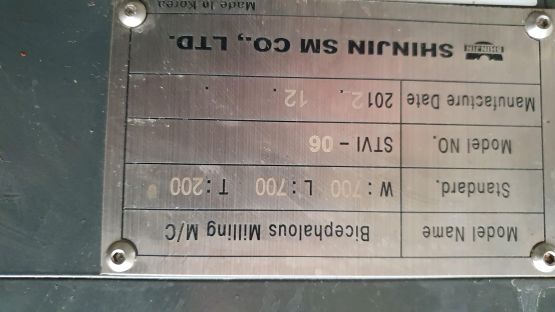 Model Name Bicephalous Milling M/C
Standard. W : 700 L : 700 T : 200
Model NO. STVI - 06
Manufacture Date 2012. 12 .
SHINJIN SHINJIN SM CO., LTD.
Made in Korea